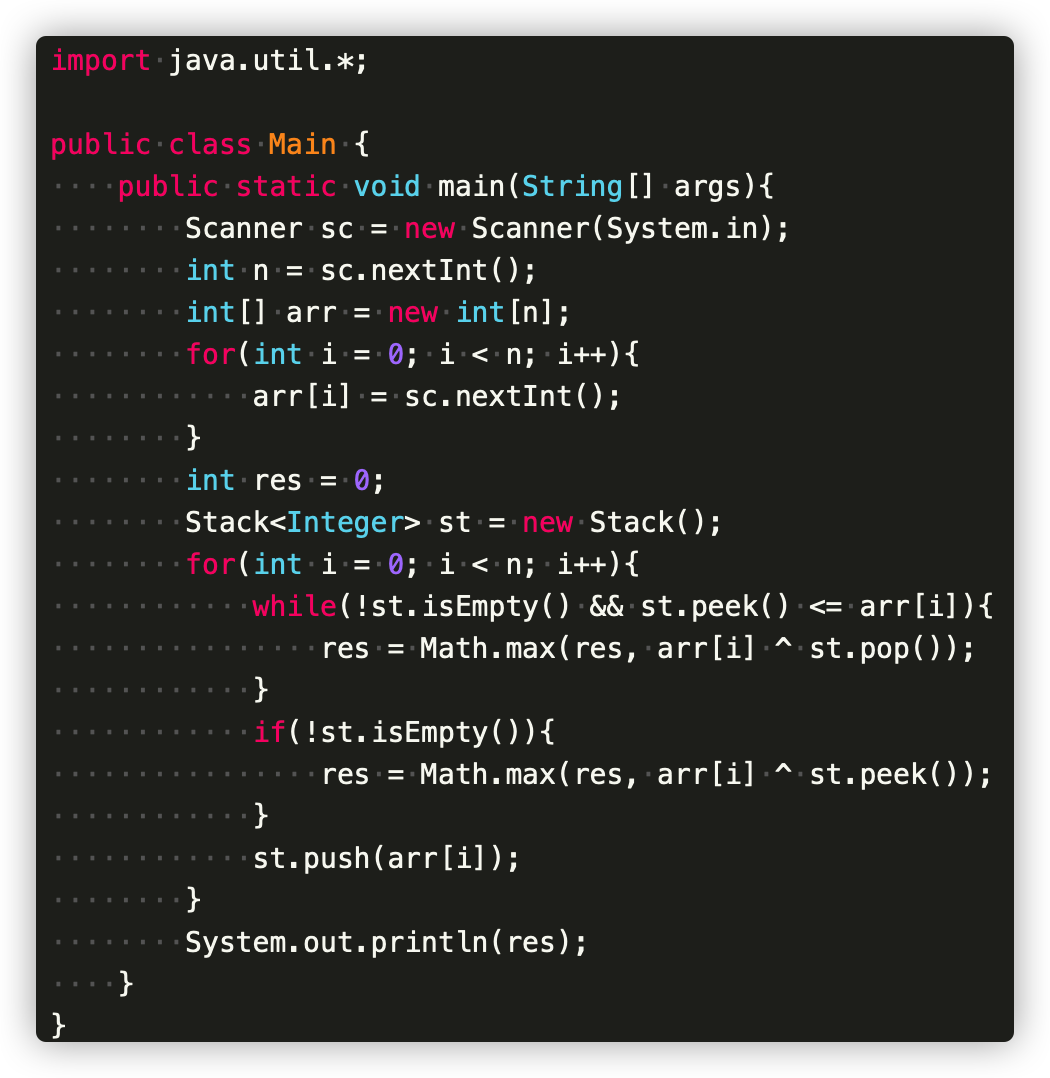 import java.util.*;

public class Main {
    public static void main(String[] args){
        Scanner sc = new Scanner(System.in);
        int n = sc.nextInt();
        int[] arr = new int[n];
        for(int i = 0; i < n; i++){
            arr[i] = sc.nextInt();
        }
        int res = 0;
        Stack<Integer> st = new Stack();
        for(int i = 0; i < n; i++){
            while(!st.isEmpty() && st.peek() <= arr[i]){
                res = Math.max(res, arr[i] ^ st.pop());
            }
            if(!st.isEmpty()){
                res = Math.max(res, arr[i] ^ st.peek());
            }
            st.push(arr[i]);
        }
        System.out.println(res);
    }
}